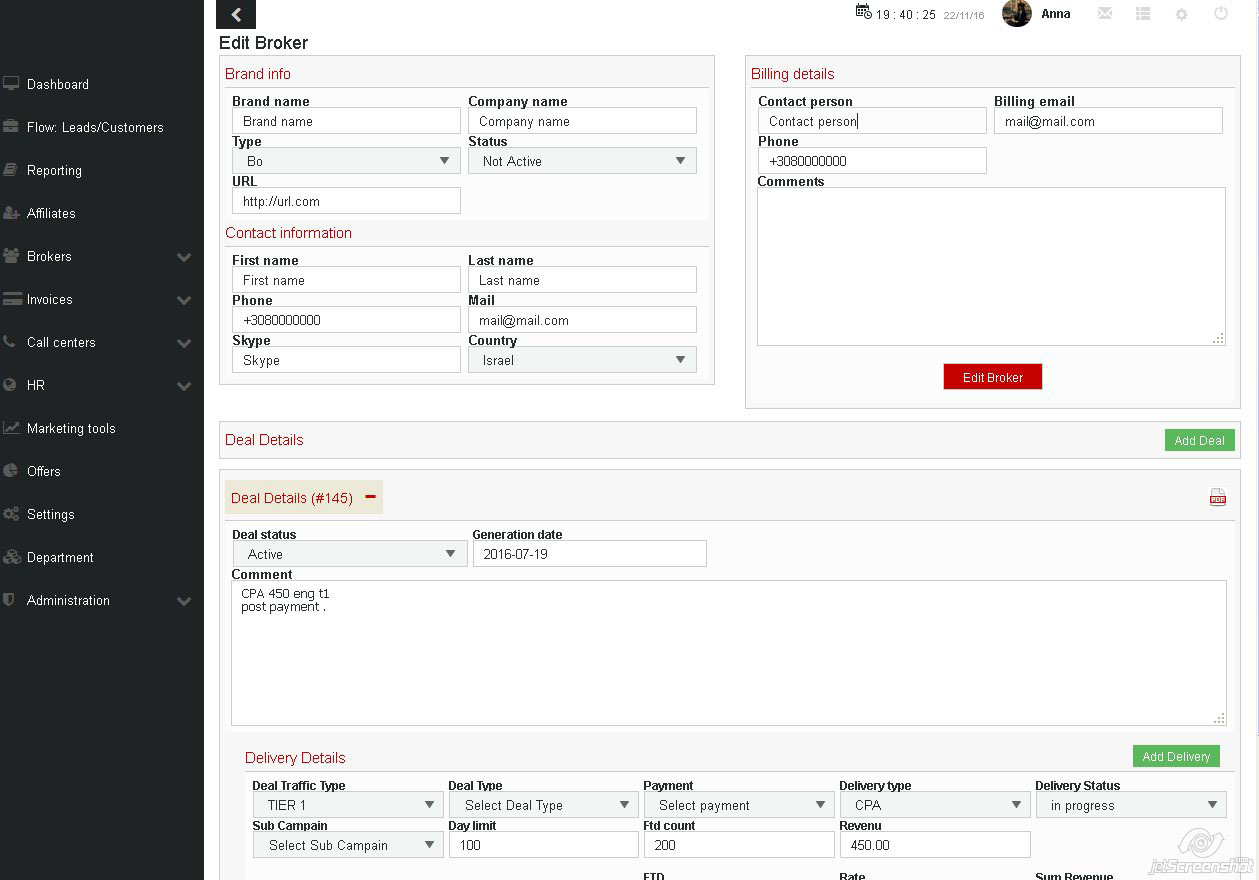 19 : 40 : 25 22/11/16 Anna
Edit Broker
Dashboard
Flow: Leads/Customers
Reporting
Affiliates
Brokers
Invoices
Call centers
HR
Marketing tools
Offers
Settings
Department
Administration
Brand info
Brand name Company name
Brand name Company name
Type Status
Bo Not Active
URL
http://url.com
Contact information
First name Last name
First name Last name
Phone Mail
+3080000000 mail@mail.com
Skype Country
Skype Israel
Billing details
Contact person Billing email
Contact person mail@mail.com
Phone
+3080000000
Comments
Edit Broker
Deal Details Add Deal
Deal Details (#145) PDF
Deal status Generation date
Active 2016-07-19
Comment
CPA 450 eng t1
post payment .
Delivery Details Add Delivery
Deal Traffic Type Deal Type Payment Delivery type Delivery Status
TIER 1 Select Deal Type Select payment CPA in progress
Sub Campain Day limit Ftd count Revenu
Select Sub Campain 100 200 450.00
FTD Rate Sum Revenue
jetScreenshot.com